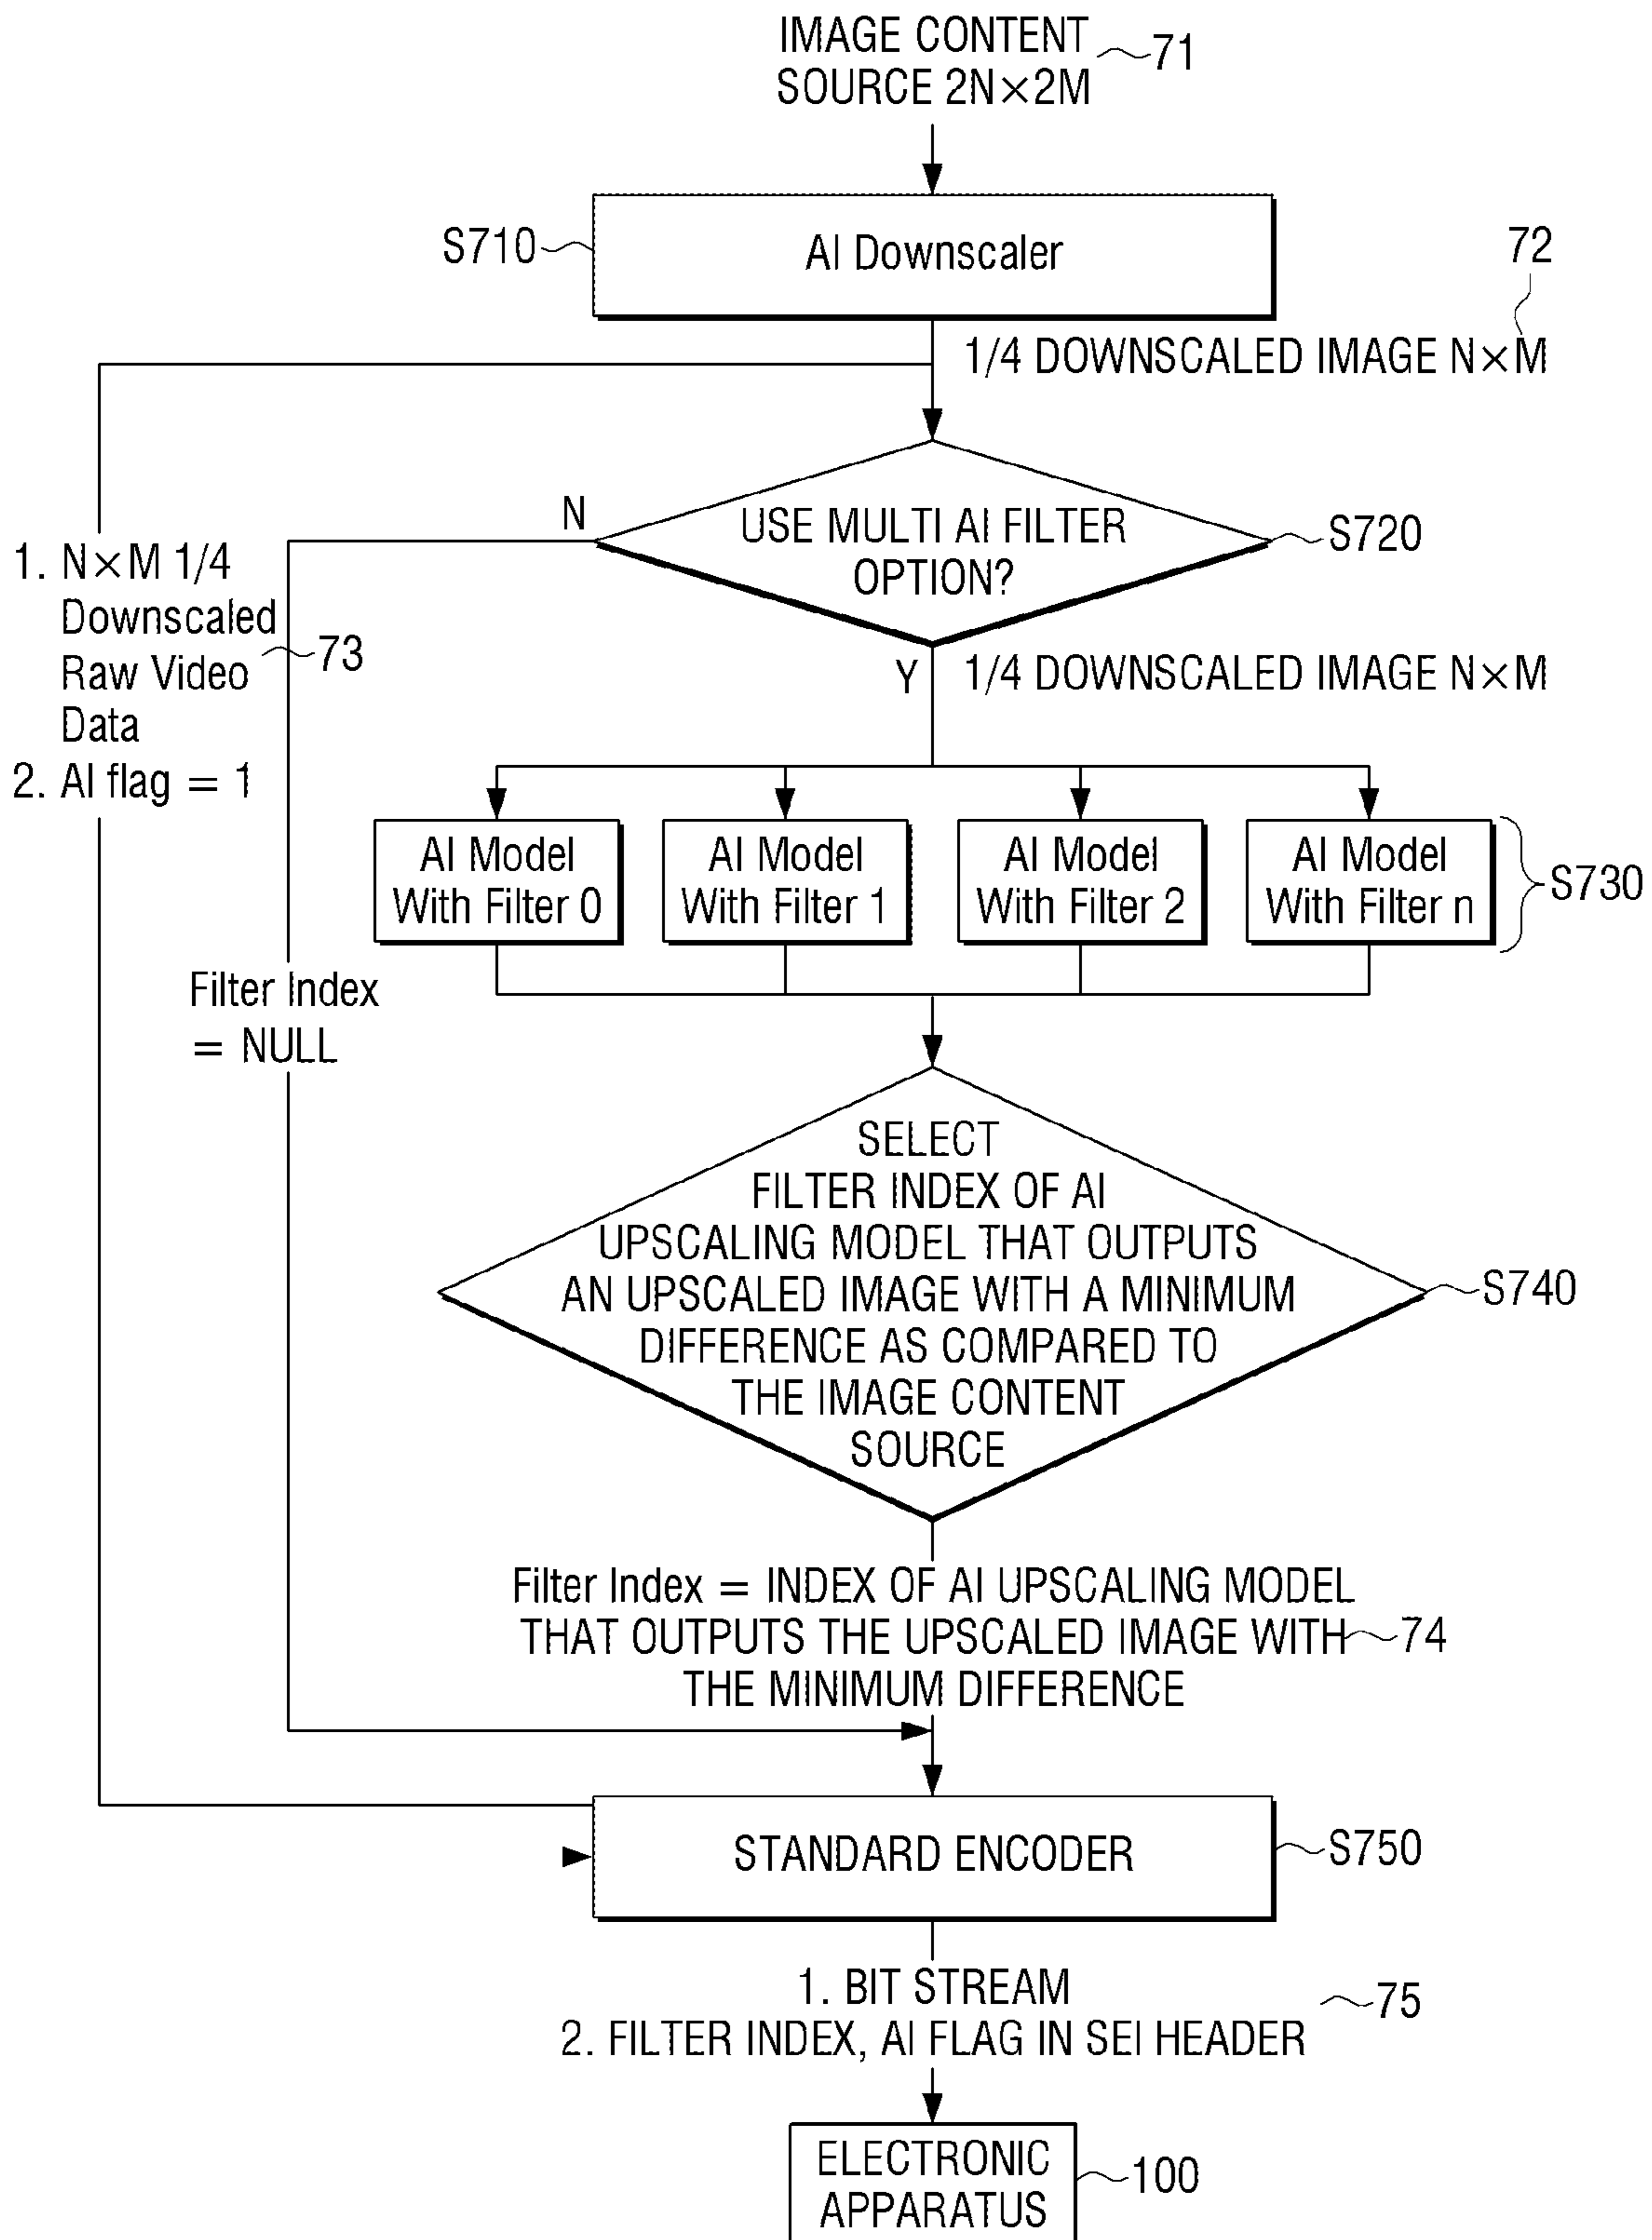 IMAGE CONTENT
SOURCE 2N×2M
71
S710
AI Downscaler
72
1/4 DOWNSCALED IMAGE N×M
N
USE MULTI AI FILTER
OPTION?
S720
1. N×M 1/4
Downscaled
Raw Video
Data
2. AI flag = 1
73
Y
1/4 DOWNSCALED IMAGE N×M
AI Model
With Filter 0
AI Model
With Filter 1
AI Model
With Filter 2
AI Model
With Filter n
S730
Filter Index
= NULL
SELECT
FILTER INDEX OF AI
UPSCALING MODEL THAT OUTPUTS
AN UPSCALED IMAGE WITH A MINIMUM
DIFFERENCE AS COMPARED TO
THE IMAGE CONTENT
SOURCE
S740
Filter Index = INDEX OF AI UPSCALING MODEL
THAT OUTPUTS THE UPSCALED IMAGE WITH
THE MINIMUM DIFFERENCE
74
STANDARD ENCODER
S750
1. BIT STREAM
2. FILTER INDEX, AI FLAG IN SEI HEADER
75
ELECTRONIC
APPARATUS
100